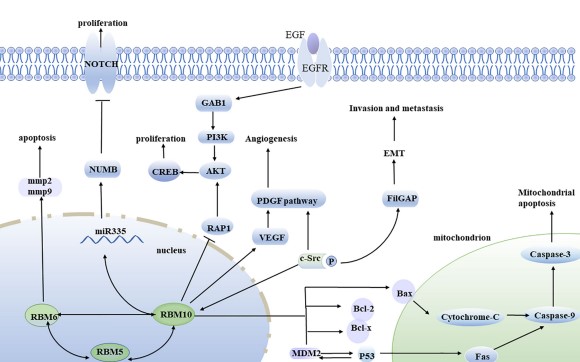 proliferation
EGF
NOTCH
EGFR
GAB1
Invasion and metastasis
PI3K
apoptosis
proliferation
Angiogenesis
EMT
NUMB
CREB
AKT
mmp2
mmp9
Mitochondrial
apoptosis
PDGF pathway
FilGAP
RAP1
miR335
VEGF
mitochondrion
nucleus
c-Src
P
Caspase-3
Bax
RBM6
RBM10
Bcl-2
Cytochrome-C
Caspase-9
Bcl-x
RBM5
MDM2
P53
Fas